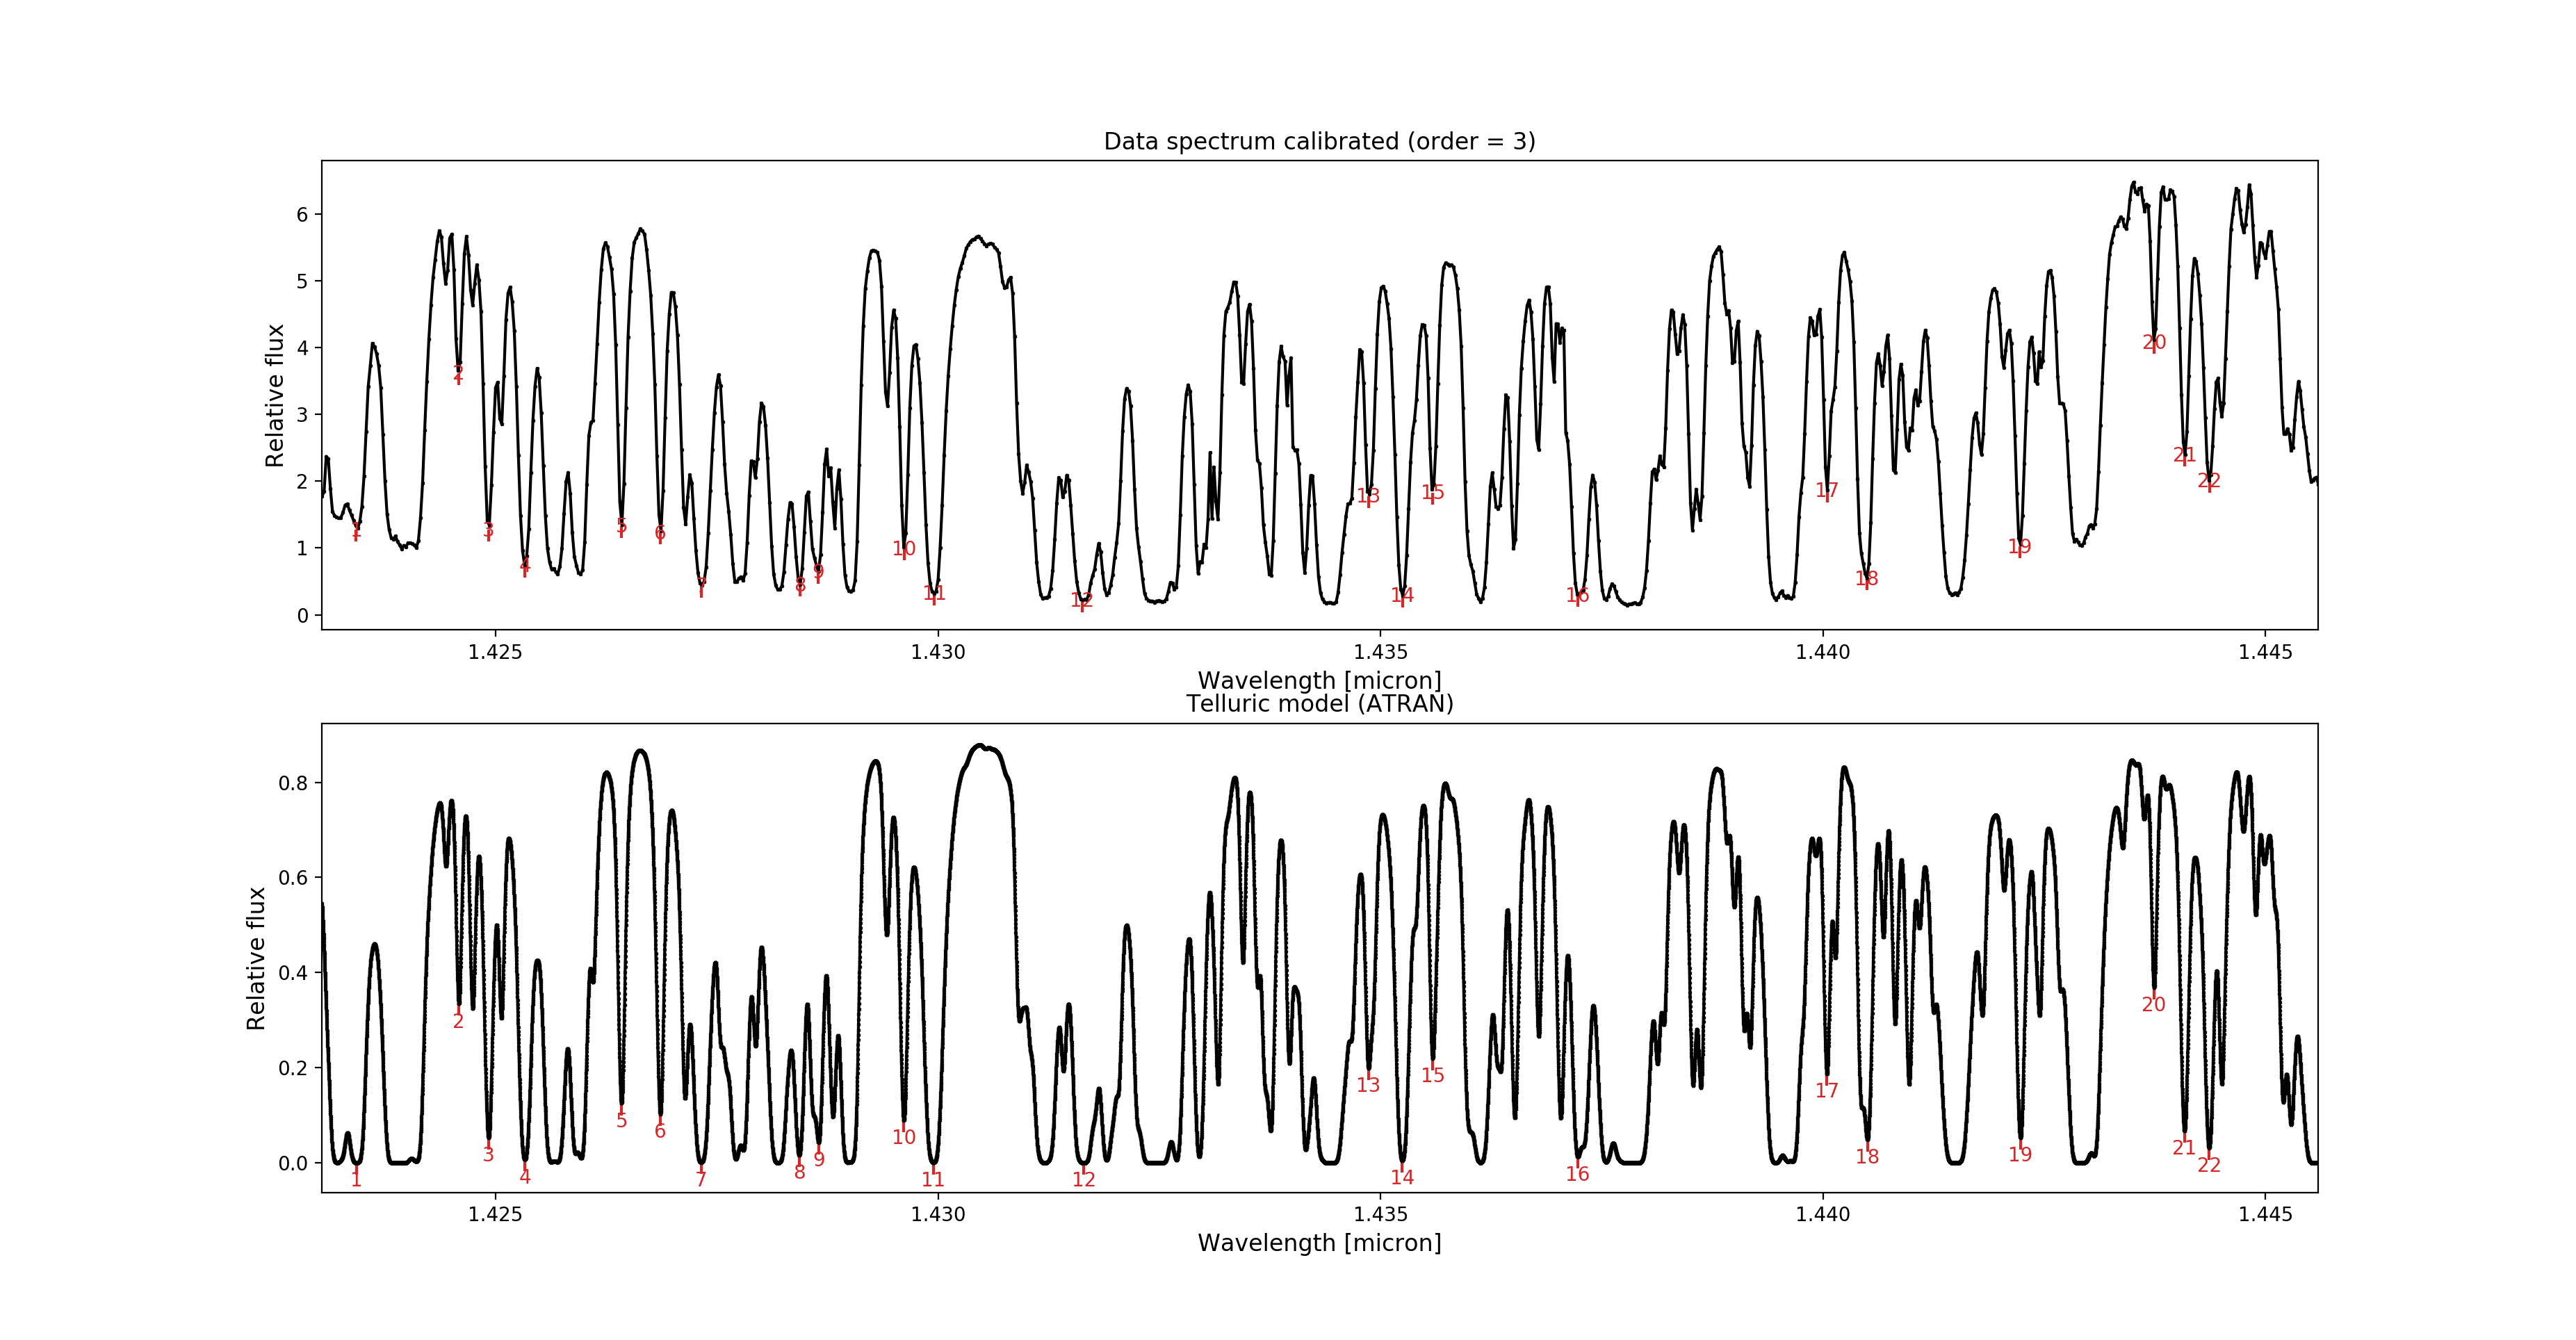 Data spectrum calibrated (order = 3)
Relative flux
6
5
4
3
2
1
0
1 2 3 4 5 6 7 8 9 10 11 12 13 14 15 16 17 18 19 20 21 22
1.425 1.430 1.435 1.440 1.445
Wavelength [micron]
Telluric model (ATRAN)
Relative flux
0.8
0.6
0.4
0.2
0.0
1 2 3 4 5 6 7 8 9 10 11 12 13 14 15 16 17 18 19 20 21 22
1.425 1.430 1.435 1.440 1.445
Wavelength [micron]